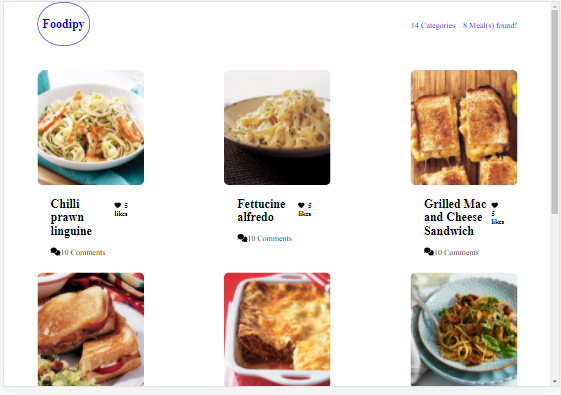 Foodipy
14 Categories 8 Meal(s) found!
Chilli
prawn
linguine
5
likes
10 Comments
Fettucine
alfredo
5
likes
10 Comments
Grilled Mac
and Cheese
Sandwich
5
likes
10 Comments